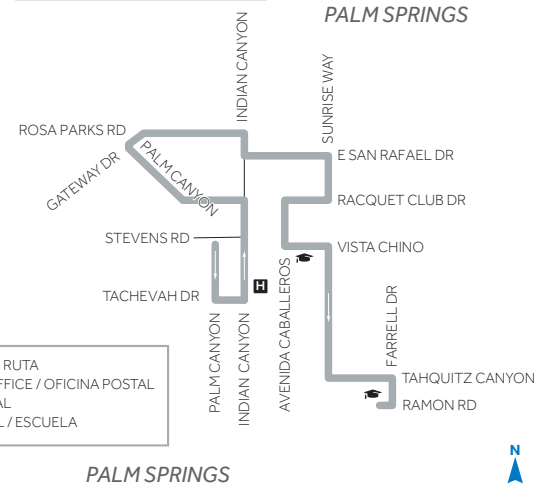 PALM SPRINGS
INDIAN CANYON
SUNRISE WAY
ROSA PARKS RD
GATEWAY DR
PALM CANYON
E SAN RAFAEL DR
RACQUET CLUB DR
STEVENS RD
VISTA CHINO
TACHEVAH DR
H
PALM CANYON
INDIAN CANYON
AVENIDA CABALLEROS
FARRELL DR
TAHQUITZ CANYON
RAMON RD
RUTA
FFICE / OFICINA POSTAL
AL
L / ESCUELA
PALM SPRINGS
N